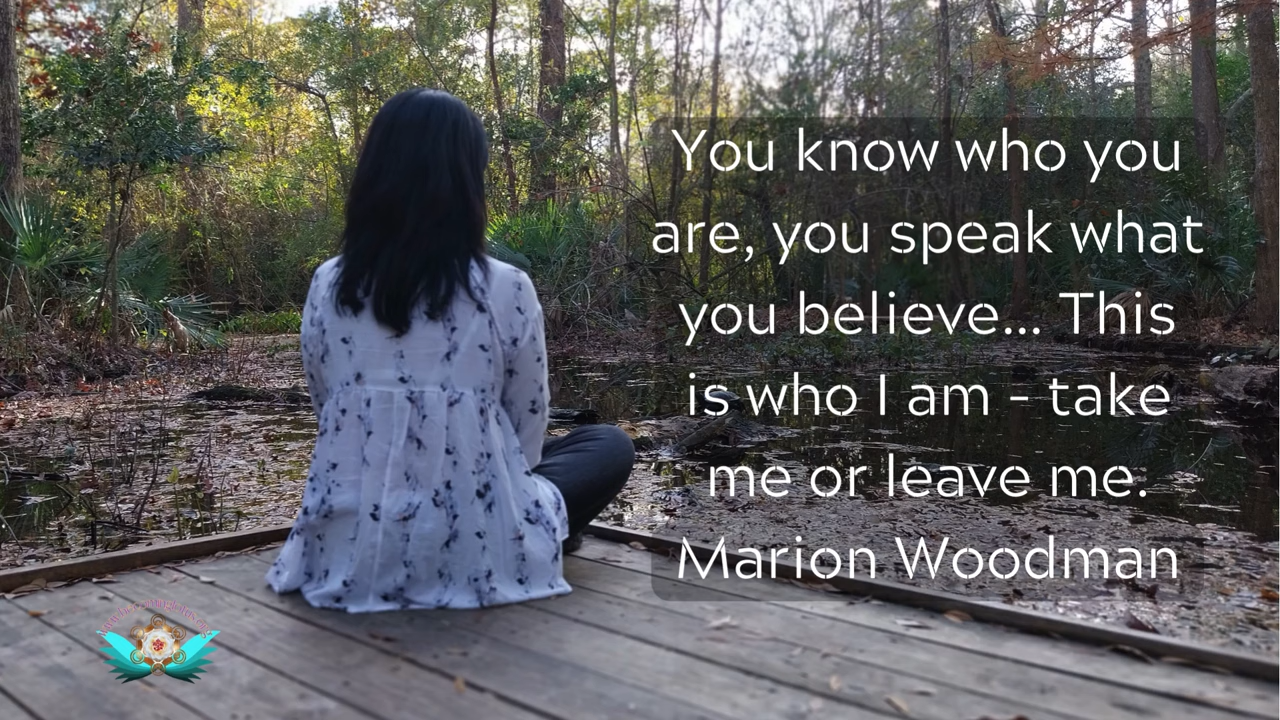 You know who you
are, you speak what
you believe... This
is who I am - take
me or leave me.
Marion Woodman